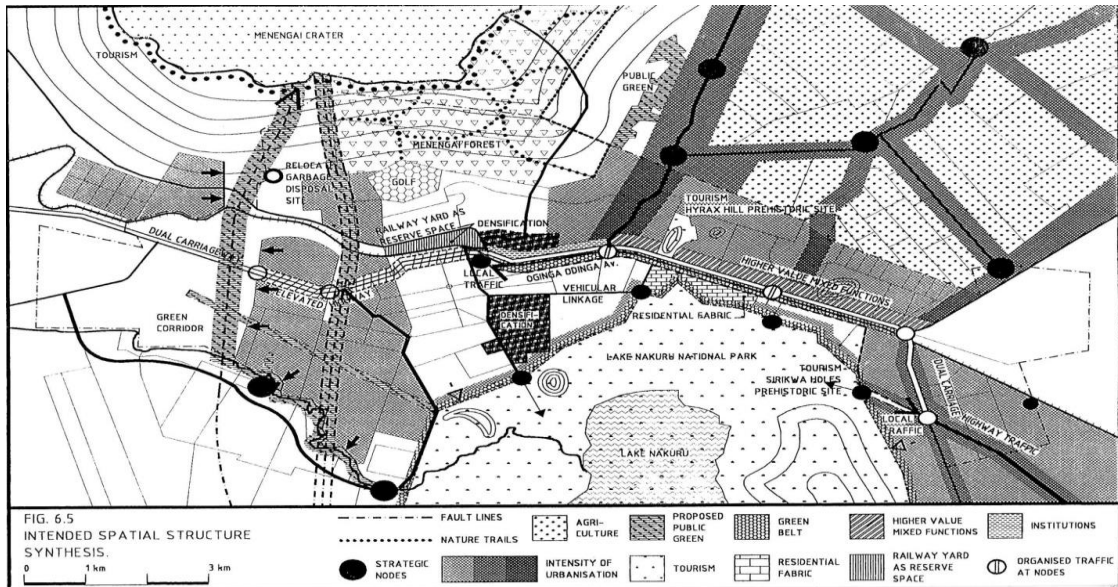 MENENGAI CRATER
TOURISM
PUBLIC
GREEN
MENENGAI FOREST
RELOCATE
GARBAGE
DISPOSAL
SITE
GOLF
TOURISM
HYRAX HILL PREHISTORIC SITE
RAILWAY YARD AS
RESERVE SPACE
DENSIFICATION
DUAL CARRIAGE
ELEVATED
WAY
LOCAL
TRAFFIC
OGINGA ODINGA Av.
HIGHER VALUE MIXED FUNCTIONS
VEHICULAR
LINKAGE
GREEN
CORRIDOR
DENSIFI-
CATION
RESIDENTIAL FABRIC
LAKE NAKURU NATIONAL PARK
TOURISM
SIRIKWA HOLES
PREHISTORIC SITE
DUAL CARRIAGE HIGHWAY TRAFFIC
LOCAL
TRAFFIC
LAKE NAKURU
FIG. 6.5
INTENDED SPATIAL STRUCTURE
SYNTHESIS.
0 1 km 3 km
FAULT LINES
NATURE TRAILS
STRATEGIC
NODES
AGRI-
CULTURE
INTENSITY OF
URBANISATION
PROPOSED
PUBLIC
GREEN
TOURISM
GREEN
BELT
RESIDENTIAL
FABRIC
HIGHER VALUE
MIXED FUNCTIONS
RAILWAY YARD
AS RESERVE
SPACE
INSTITUTIONS
ORGANISED TRAFFIC
AT NODES